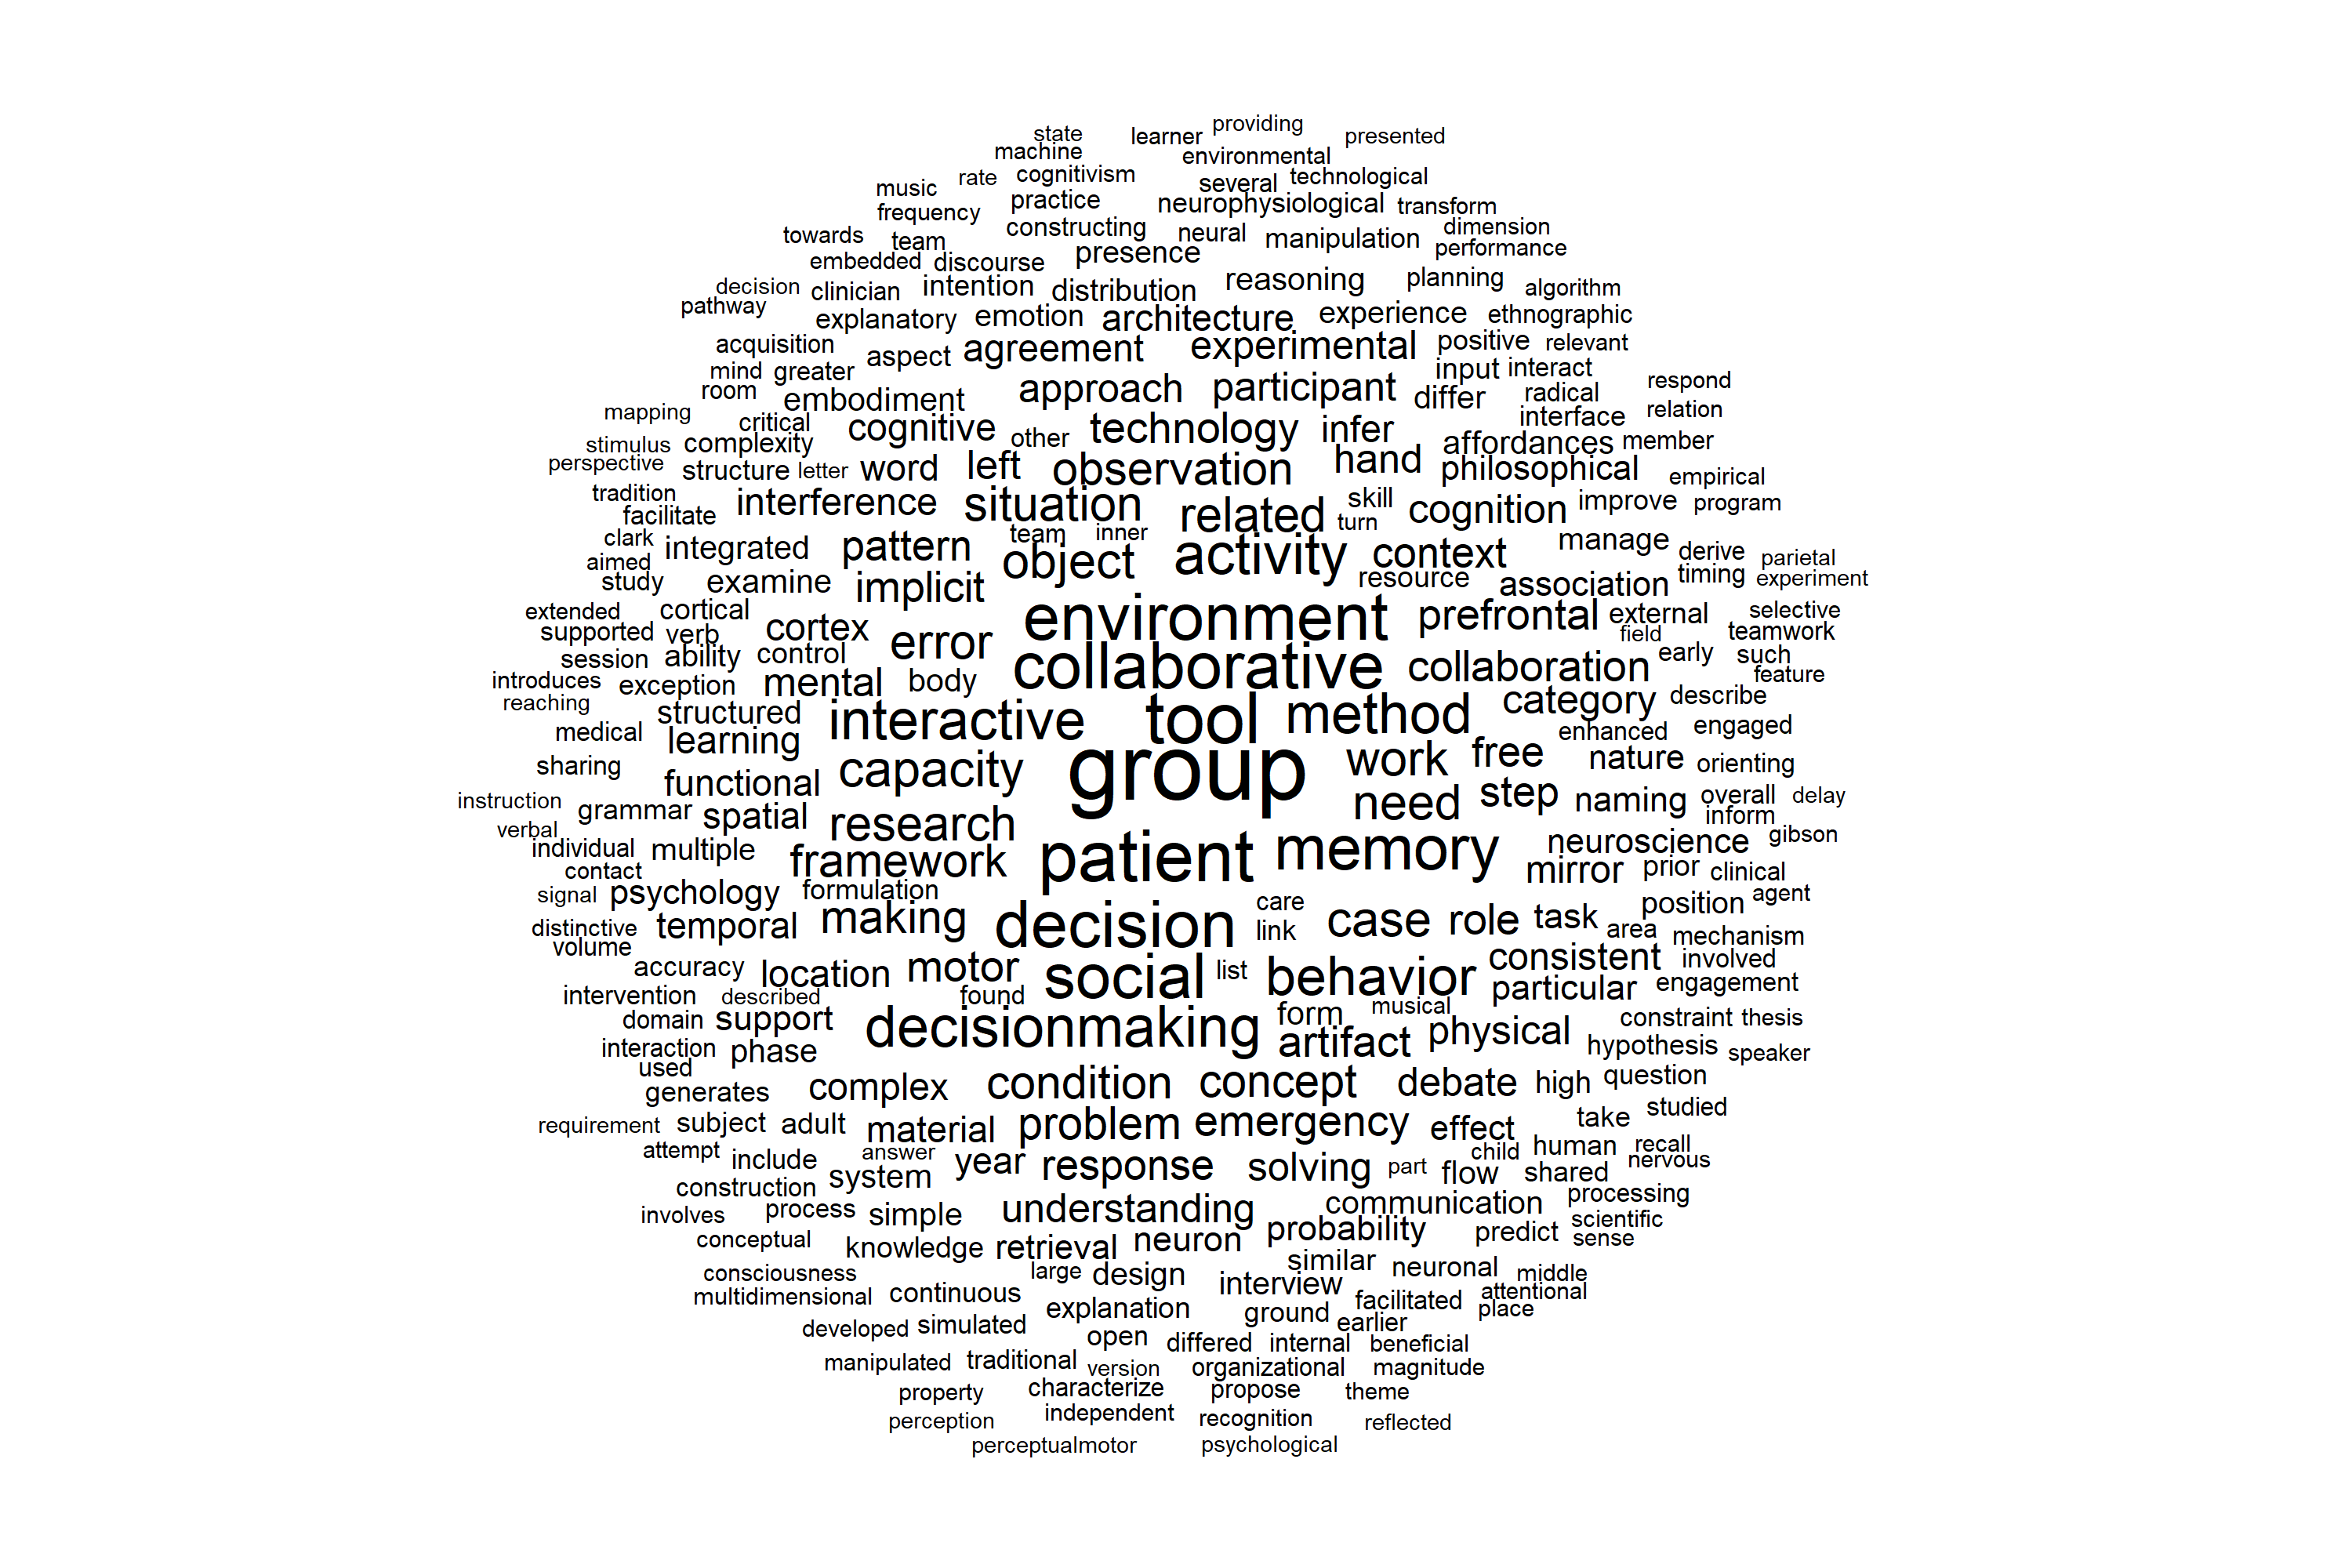 providing
state learner presented
machine environmental
music rate cognitivism several technological
frequency practice neurophysiological transform
towards team constructing neural manipulation dimension
embedded discourse presence performance
decision clinician intention distribution reasoning planning algorithm
pathway explanatory emotion architecture experience ethnographic
acquisition aspect agreement experimental positive relevant
mind greater input interact respond
room embodiment approach participant differ radical
mapping critical cognitive other technology infer interface relation
stimulus complexity affordances member
perspective structure letter word left observation hand philosophical empirical
tradition interference situation related skill cognition improve program
facilitate turn
clark integrated pattern team inner object activity context manage derive parietal
aimed resource timing experiment
study examine implicit association
extended cortical environment prefrontal external selective
supported verb cortex error field teamwork
session ability control collaborative collaboration early such
introduces exception mental body category describe feature
reaching structured interactive tool method
medical learning enhanced engaged
sharing group work free nature orienting
functional capacity
instruction grammar spatial need step naming overall delay
verbal research inform
individual multiple framework patient memory neuroscience gibson
contact mirror prior clinical
signal psychology formulation position agent
distinctive temporal making decision care case role task area mechanism
volume link
accuracy location motor social list behavior consistent involved
intervention described found particular engagement
domain support decisionmaking form musical physical constraint thesis
interaction phase artifact hypothesis speaker
used
generates complex condition concept debate high question
requirement subject adult material problem emergency effect take studied
attempt include answer year response solving part flow child human recall
construction system shared nervous
involves process simple understanding communication processing
conceptual knowledge retrieval neuron probability predict scientific
sense
consciousness large design similar neuronal middle
multidimensional continuous interview attentional
developed simulated explanation ground facilitated place
open differed internal earlier beneficial
manipulated traditional version organizational magnitude
property characterize propose theme
perception independent recognition reflected
perceptualmotor psychological